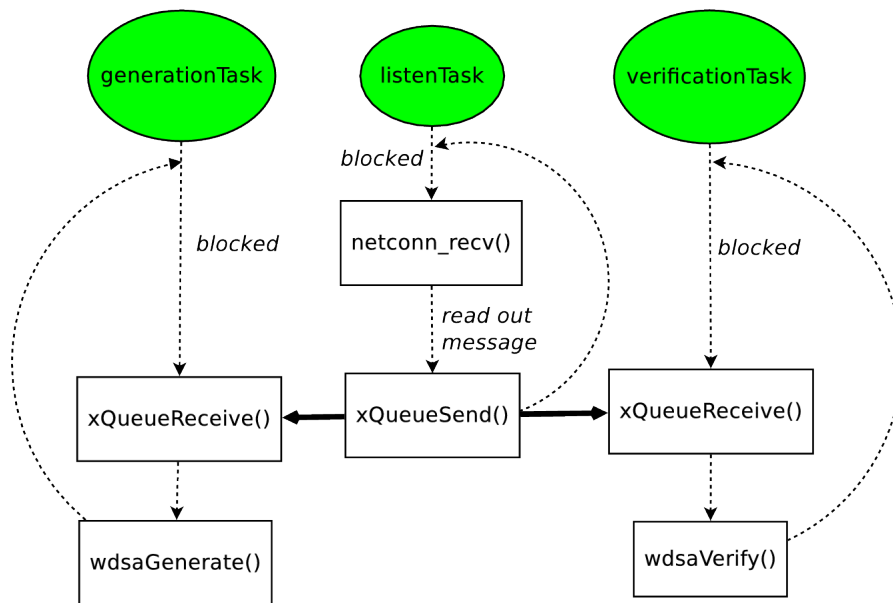 generationTask
listenTask
verificationTask
blocked
blocked
blocked
netconn_recv()
read out
message
xQueueReceive()
xQueueSend()
xQueueReceive()
wdsaGenerate()
wdsaVerify()